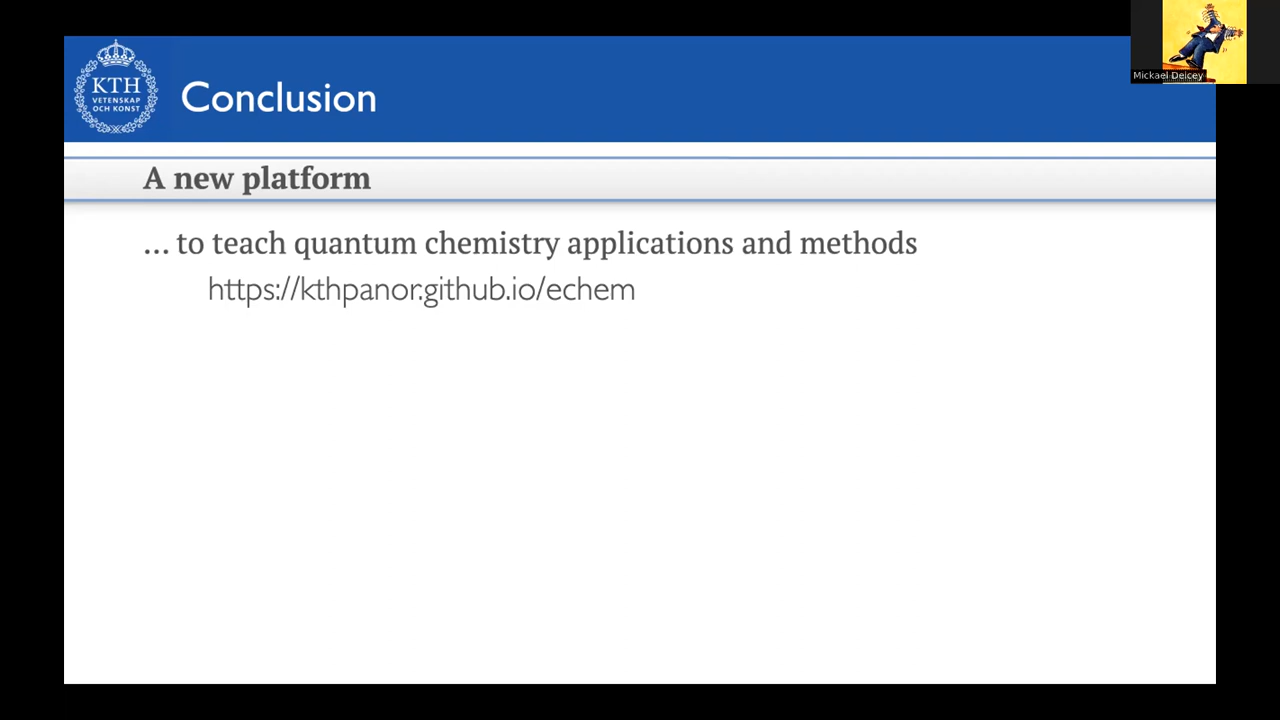 Mickael Delcey
KTH
VETENSKAP
OCH KONST
Conclusion
A new platform
... to teach quantum chemistry applications and methods
https://kthpanor.github.io/echem